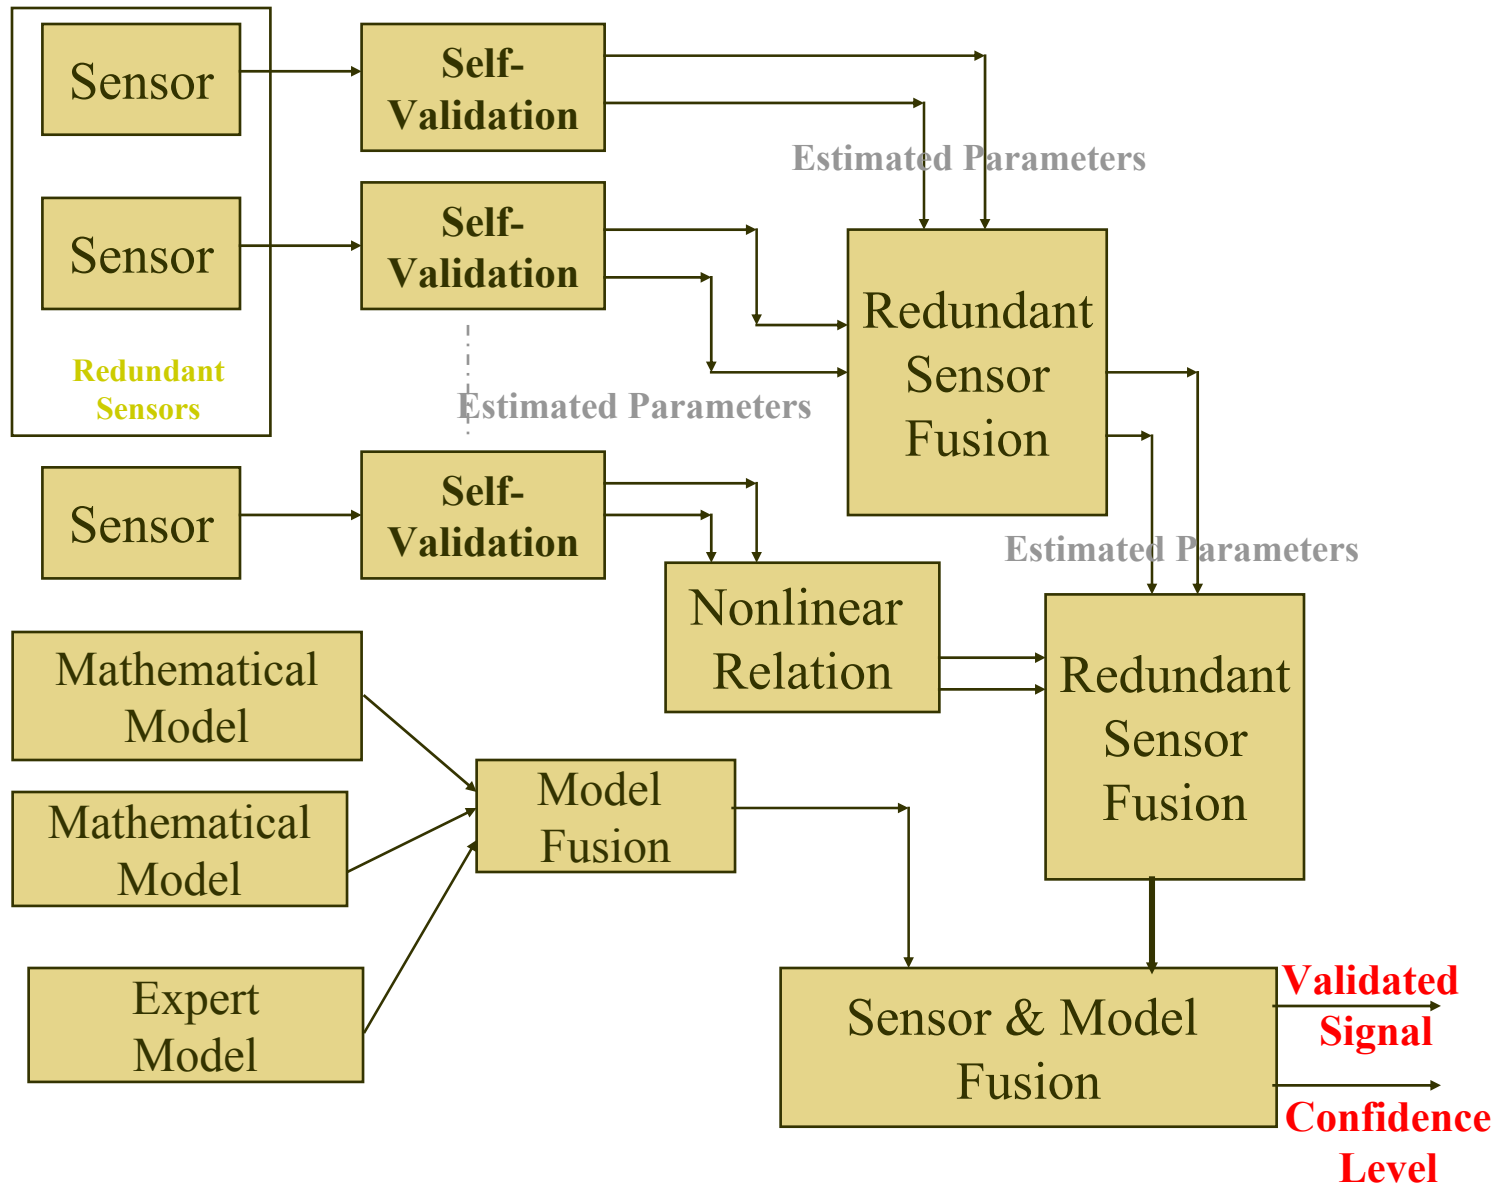 Sensor
Self-
Validation
Estimated Parameters
Sensor
Self-
Validation
Redundant
Sensors
Redundant
Sensor
Fusion
Estimated Parameters
Sensor
Self-
Validation
Estimated Parameters
Nonlinear
Relation
Redundant
Sensor
Fusion
Mathematical
Model
Mathematical
Model
Model
Fusion
Expert
Model
Sensor & Model
Fusion
Validated
Signal
Confidence
Level